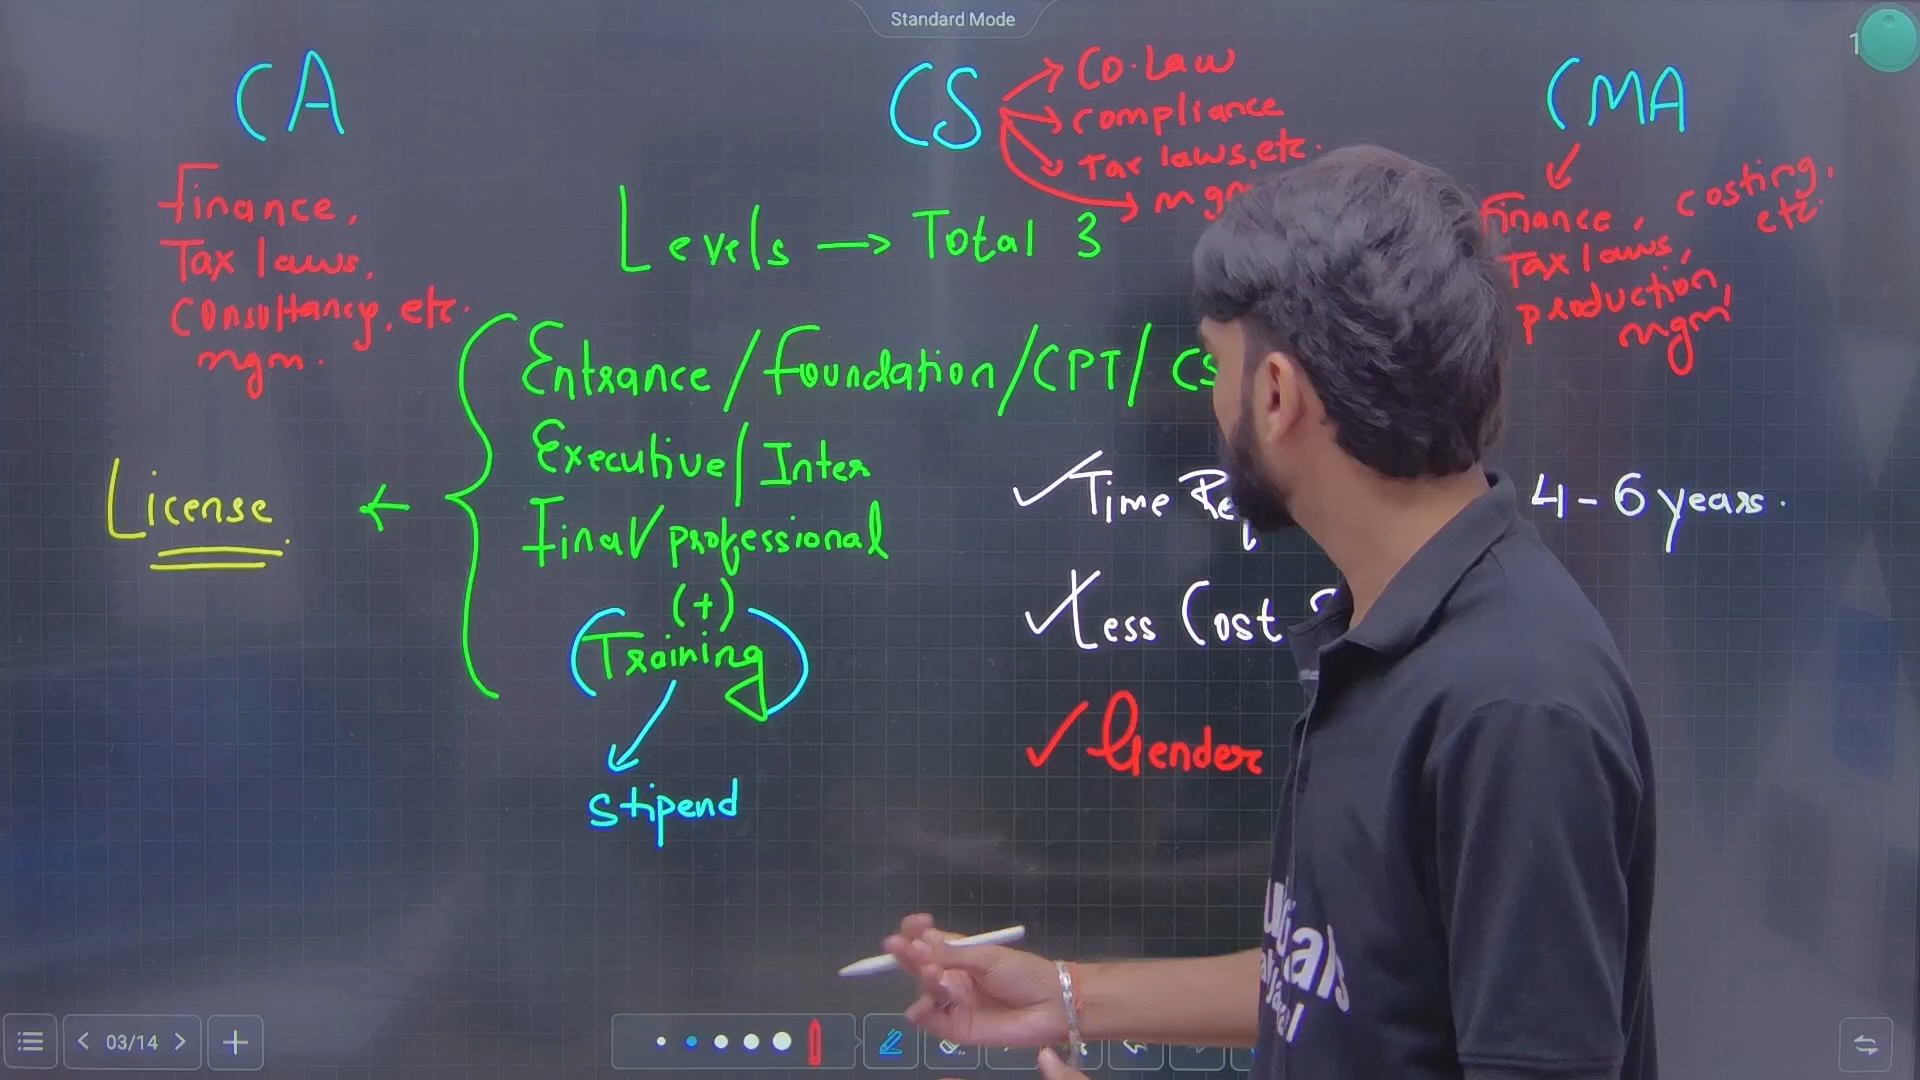 Standard Mode
1
CA
CS
CMA
Co. Law
compliance
Tax laws, etc.
Finance,
Tax laws,
consultancy, etc.
mgm.
Finance, costing,
etc.
Tax laws,
production,
mgm
Levels → Total 3
Entrance / Foundation / CPT /
Executive / Inter
Final / professional
(+)
Training
stipend
License ←
✓ Time
4 - 6 years.
Less Cost
✓ Gender
03/14